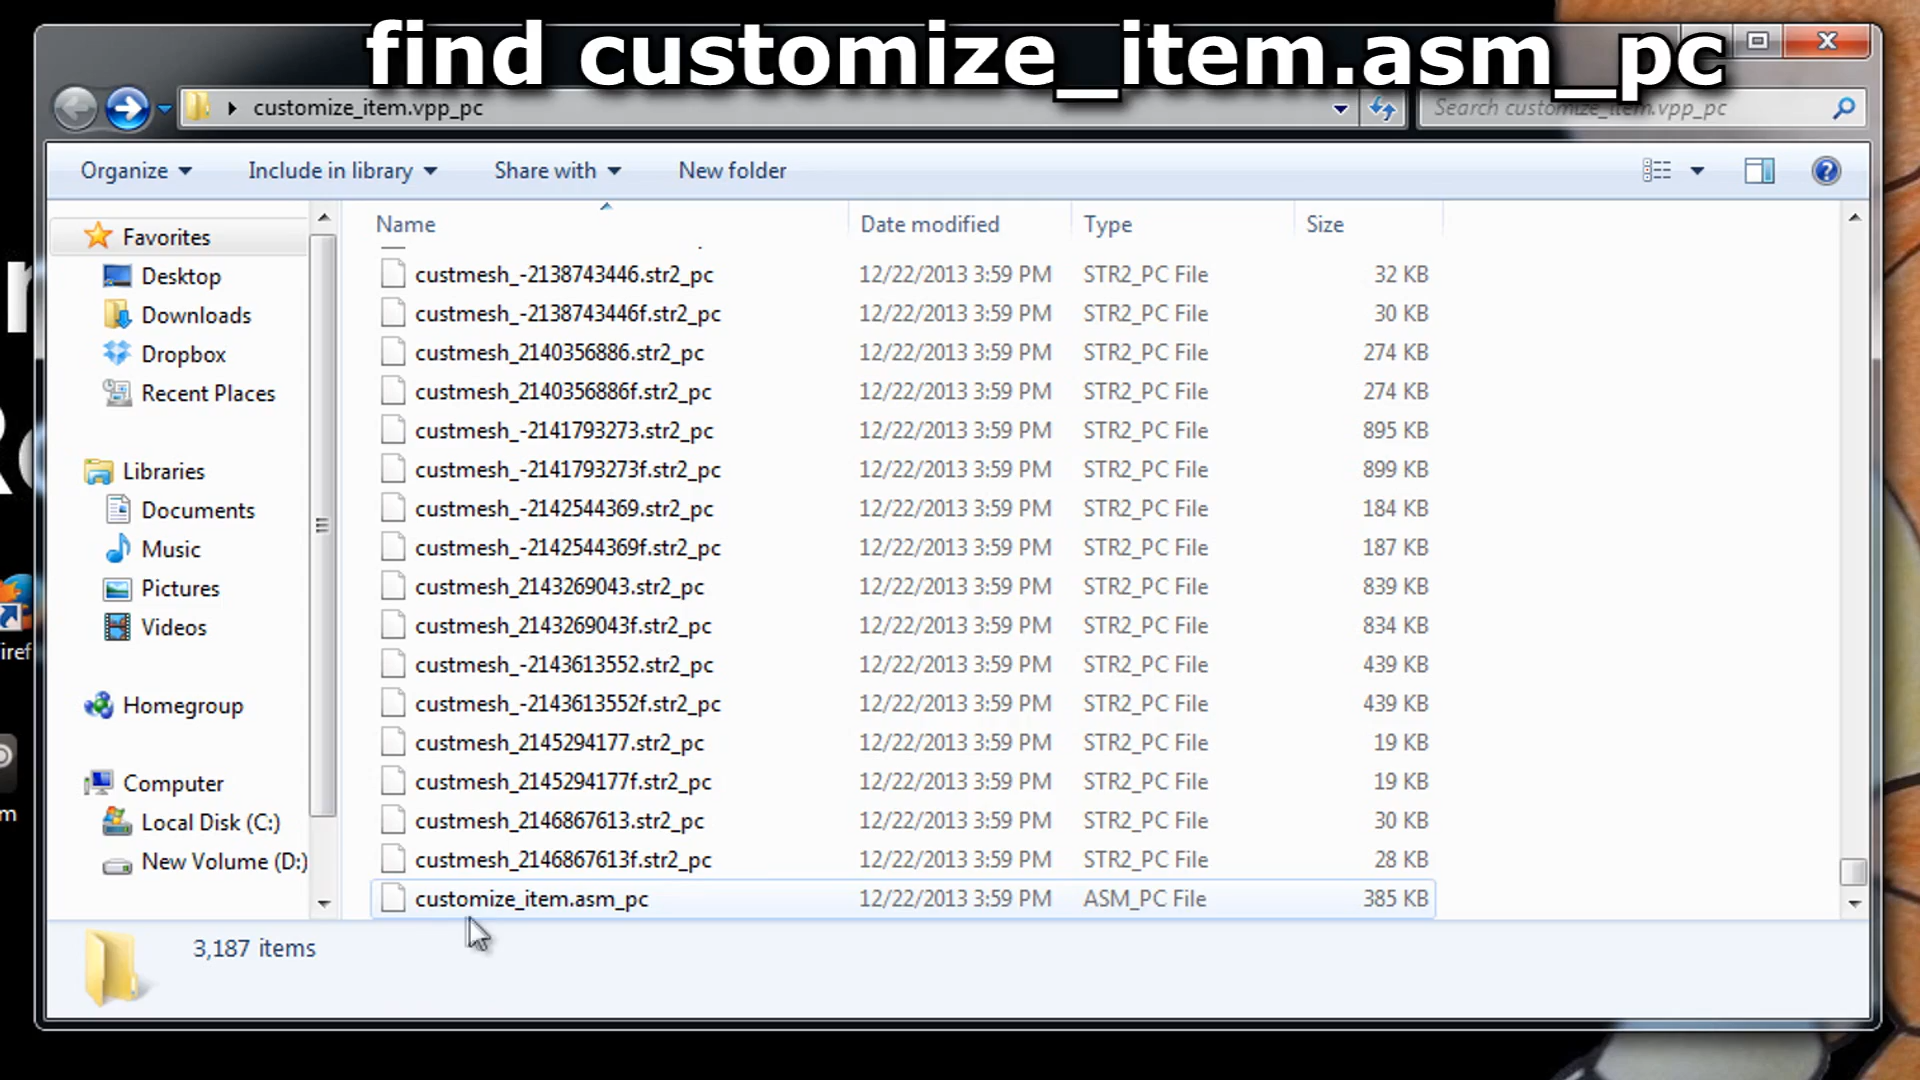 find customize_item.asm_pc
customize_item.vpp_pc
Search customize_item.vpp_pc
Organize
Include in library
Share with
New folder
Name
Date modified
Type
Size
Favorites
Desktop
Downloads
Dropbox
Recent Places
Libraries
Documents
Music
Pictures
Videos
Homegroup
Computer
Local Disk (C:)
New Volume (D:)
custmesh_-2138743446.str2_pc 12/22/2013 3:59 PM STR2_PC File 32 KB
custmesh_-2138743446f.str2_pc 12/22/2013 3:59 PM STR2_PC File 30 KB
custmesh_2140356886.str2_pc 12/22/2013 3:59 PM STR2_PC File 274 KB
custmesh_2140356886f.str2_pc 12/22/2013 3:59 PM STR2_PC File 274 KB
custmesh_-2141793273.str2_pc 12/22/2013 3:59 PM STR2_PC File 895 KB
custmesh_-2141793273f.str2_pc 12/22/2013 3:59 PM STR2_PC File 899 KB
custmesh_-2142544369.str2_pc 12/22/2013 3:59 PM STR2_PC File 184 KB
custmesh_-2142544369f.str2_pc 12/22/2013 3:59 PM STR2_PC File 187 KB
custmesh_2143269043.str2_pc 12/22/2013 3:59 PM STR2_PC File 839 KB
custmesh_2143269043f.str2_pc 12/22/2013 3:59 PM STR2_PC File 834 KB
custmesh_-2143613552.str2_pc 12/22/2013 3:59 PM STR2_PC File 439 KB
custmesh_-2143613552f.str2_pc 12/22/2013 3:59 PM STR2_PC File 439 KB
custmesh_2145294177.str2_pc 12/22/2013 3:59 PM STR2_PC File 19 KB
custmesh_2145294177f.str2_pc 12/22/2013 3:59 PM STR2_PC File 19 KB
custmesh_2146867613.str2_pc 12/22/2013 3:59 PM STR2_PC File 30 KB
custmesh_2146867613f.str2_pc 12/22/2013 3:59 PM STR2_PC File 28 KB
customize_item.asm_pc 12/22/2013 3:59 PM ASM_PC File 385 KB
3,187 items